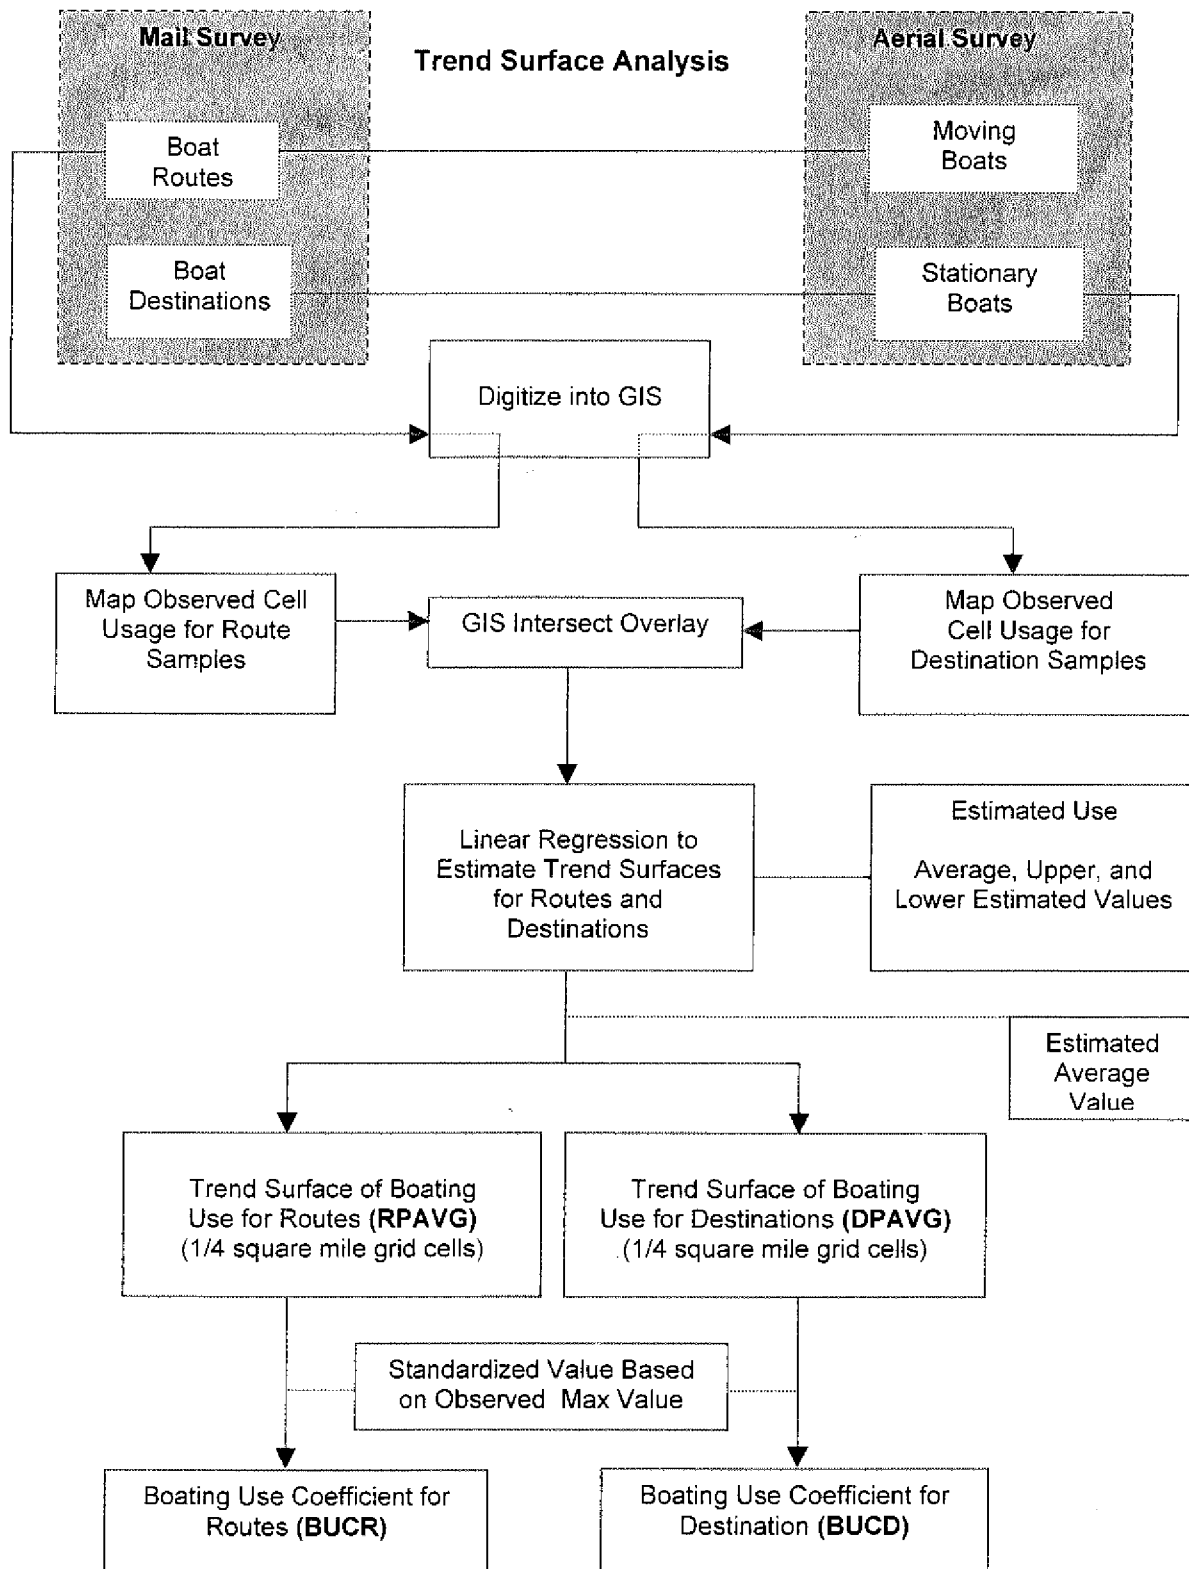 Mail Survey
Trend Surface Analysis
Aerial Survey
Boat
Routes
Moving
Boats
Boat
Destinations
Stationary
Boats
Digitize into GIS
Map Observed Cell
Usage for Route
Samples
GIS Intersect Overlay
Map Observed
Cell Usage for
Destination Samples
Linear Regression to
Estimate Trend Surfaces
for Routes and
Destinations
Estimated Use
Average, Upper, and
Lower Estimated Values
Estimated
Average
Value
Trend Surface of Boating
Use for Routes (RPAVG)
(1/4 square mile grid cells)
Trend Surface of Boating
Use for Destinations (DPAVG)
(1/4 square mile grid cells)
Standardized Value Based
on Observed Max Value
Boating Use Coefficient for
Routes (BUCR)
Boating Use Coefficient for
Destination (BUCD)